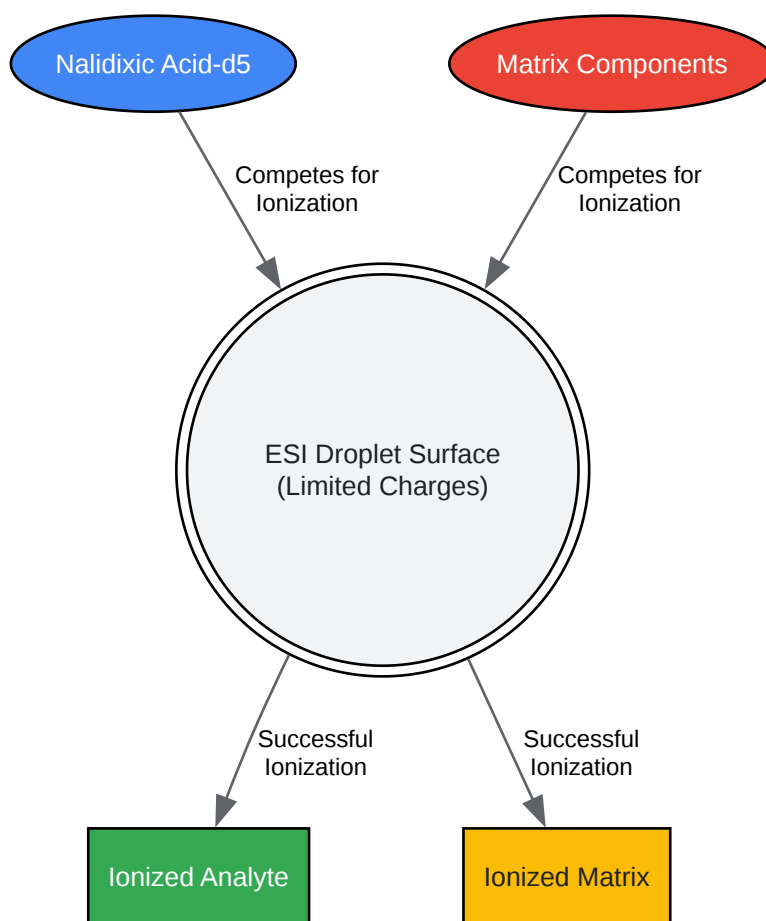 Nalidixic Acid-d5
Matrix Components
Competes for
Ionization
Competes for
Ionization
ESI Droplet Surface
(Limited Charges)
Successful
Ionization
Successful
Ionization
Ionized Analyte
Ionized Matrix